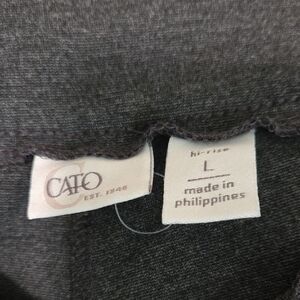 CATO
EST. 1946
hi-rise
L
made in
philippines